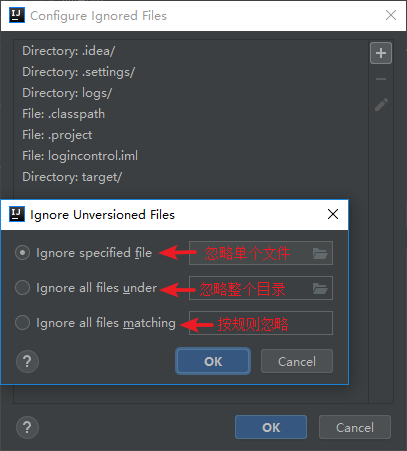 Configure Ignored Files
Directory: .idea/
Directory: .settings/
Directory: logs/
File: .classpath
File: .project
File: logincontrol.iml
Directory: target/
Ignore Unversioned Files
Ignore specified file 忽略单个文件
Ignore all files under 忽略整个目录
Ignore all files matching 按规则忽略
? OK Cancel
? OK Cancel